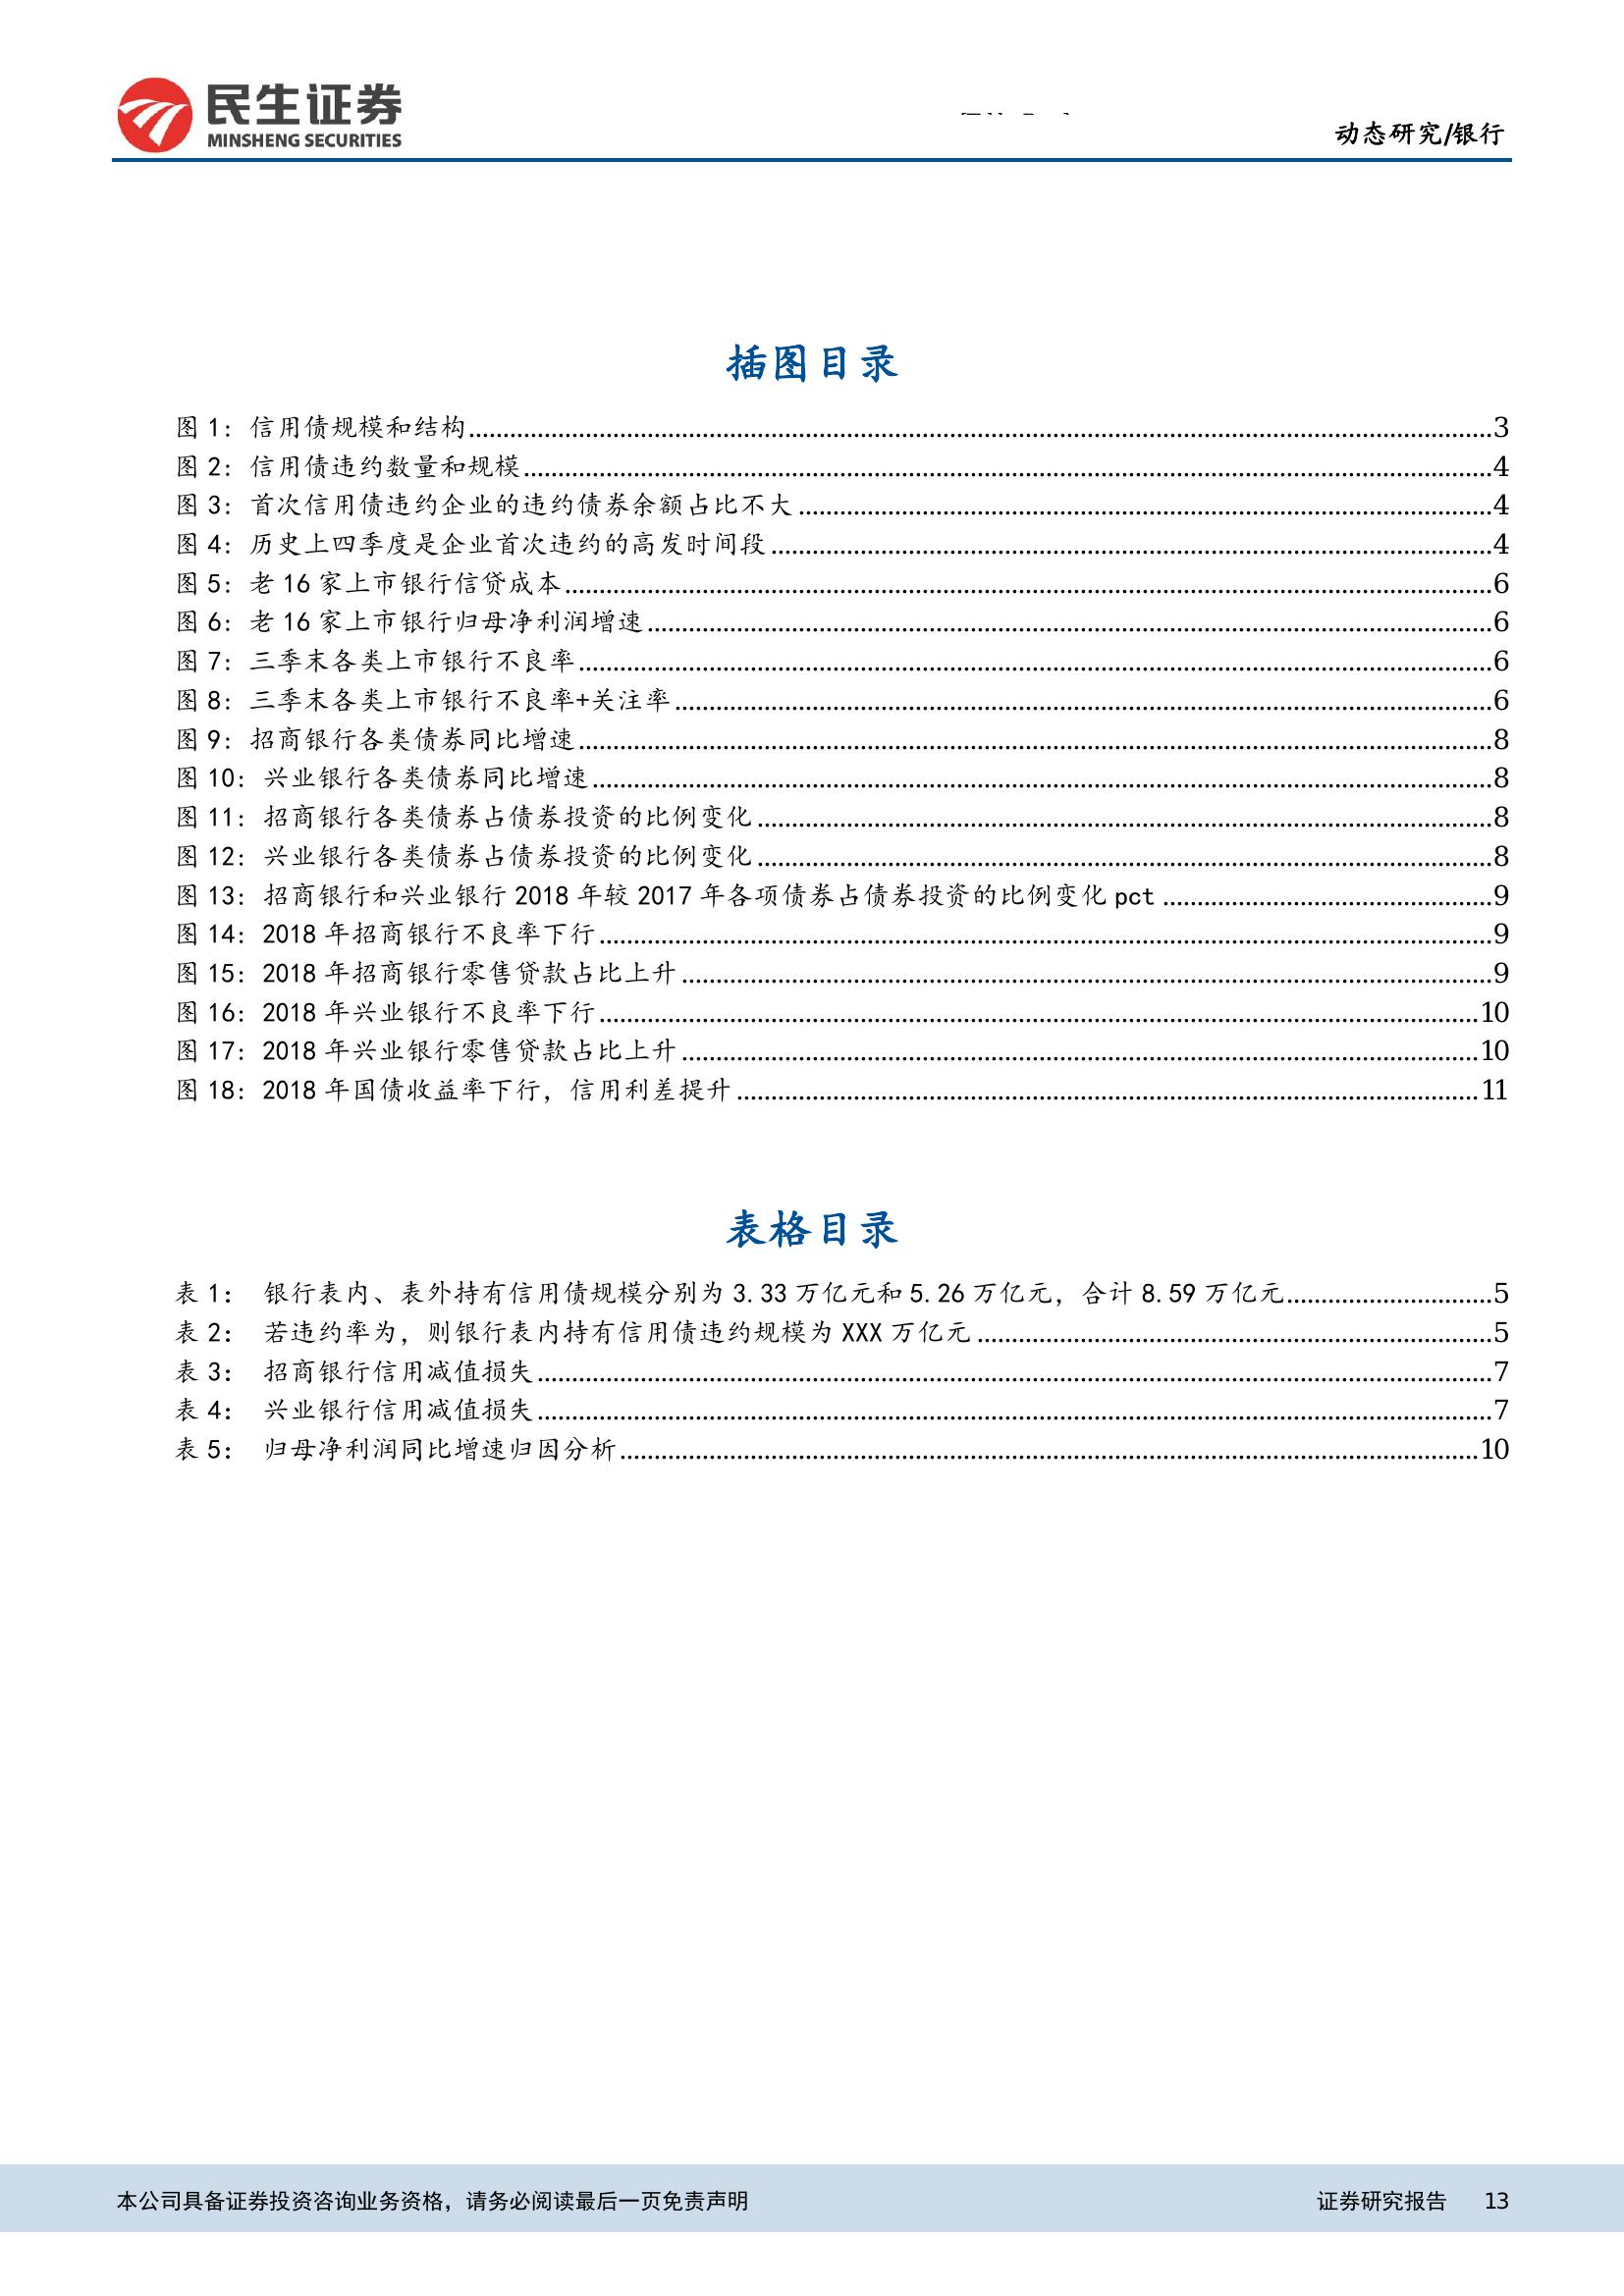 民生证券
MINSHENG SECURITIES
动态研究/银行
插图目录
图 1：信用债规模和结构........3
图 2：信用债违约数量和规模........4
图 3：首次信用债违约企业的违约债券余额占比不大........4
图 4：历史上四季度是企业首次违约的高发时间段........4
图 5：老 16 家上市银行信贷成本........6
图 6：老 16 家上市银行归母净利润增速........6
图 7：三季末各类上市银行不良率........6
图 8：三季末各类上市银行不良率+关注率........6
图 9：招商银行各类债券同比增速........8
图 10：兴业银行各类债券同比增速........8
图 11：招商银行各类债券占债券投资的比例变化........8
图 12：兴业银行各类债券占债券投资的比例变化........8
图 13：招商银行和兴业银行 2018 年较 2017 年各项债券占债券投资的比例变化 pct........9
图 14：2018 年招商银行不良率下行........9
图 15：2018 年招商银行零售贷款占比上升........9
图 16：2018 年兴业银行不良率下行........10
图 17：2018 年兴业银行零售贷款占比上升........10
图 18：2018 年国债收益率下行，信用利差提升........11
表格目录
表 1： 银行表内、表外持有信用债规模分别为 3.33 万亿元和 5.26 万亿元，合计 8.59 万亿元........5
表 2： 若违约率为，则银行表内持有信用债违约规模为 XXX 万亿元........5
表 3： 招商银行信用减值损失........7
表 4： 兴业银行信用减值损失........7
表 5： 归母净利润同比增速归因分析........10
本公司具备证券投资咨询业务资格，请务必阅读最后一页免责声明 证券研究报告 13